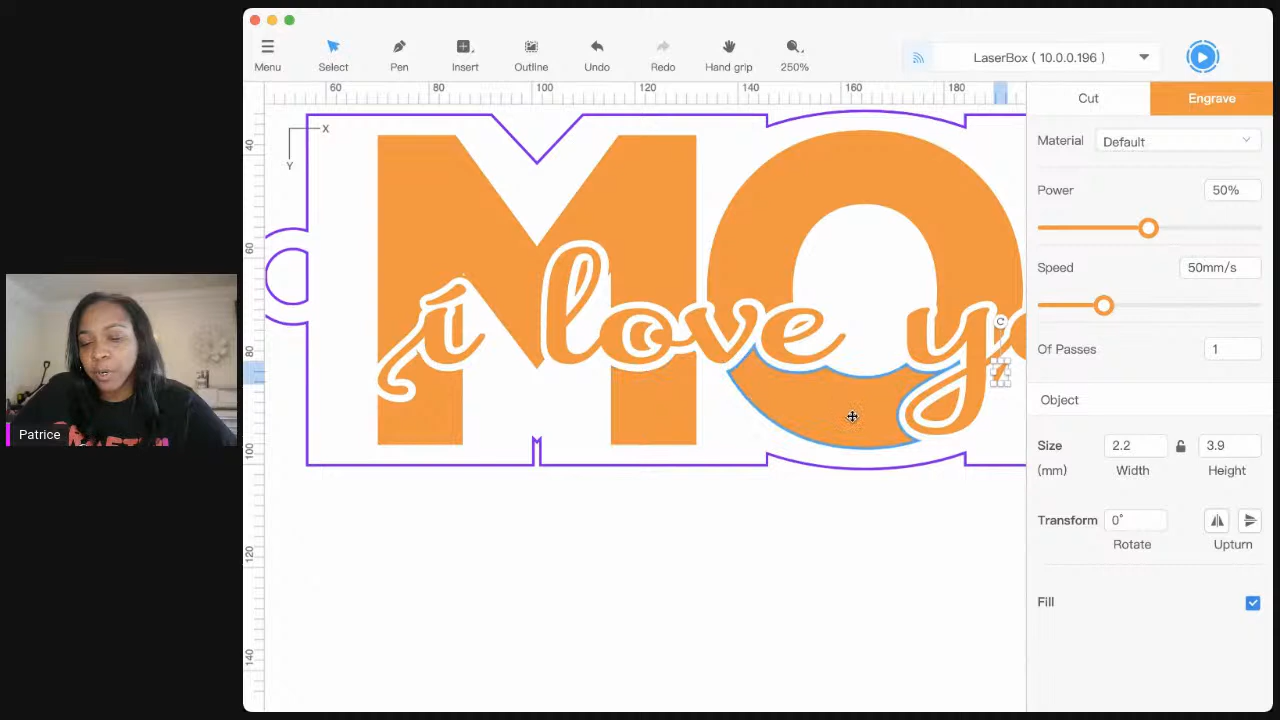 Menu Select Pen Insert Outline Undo Redo Hand grip 250%
LaserBox ( 10.0.0.196 )
60 80 100 120 140 160 180
Cut Engrave
X
Y
40
60
80
100
120
140
MO
i love yo
Material Default
Power 50%
Speed 50mm/s
Of Passes 1
Object
Size 2.2 3.9
(mm) Width Height
Transform 0°
Rotate Upturn
Fill
Patrice